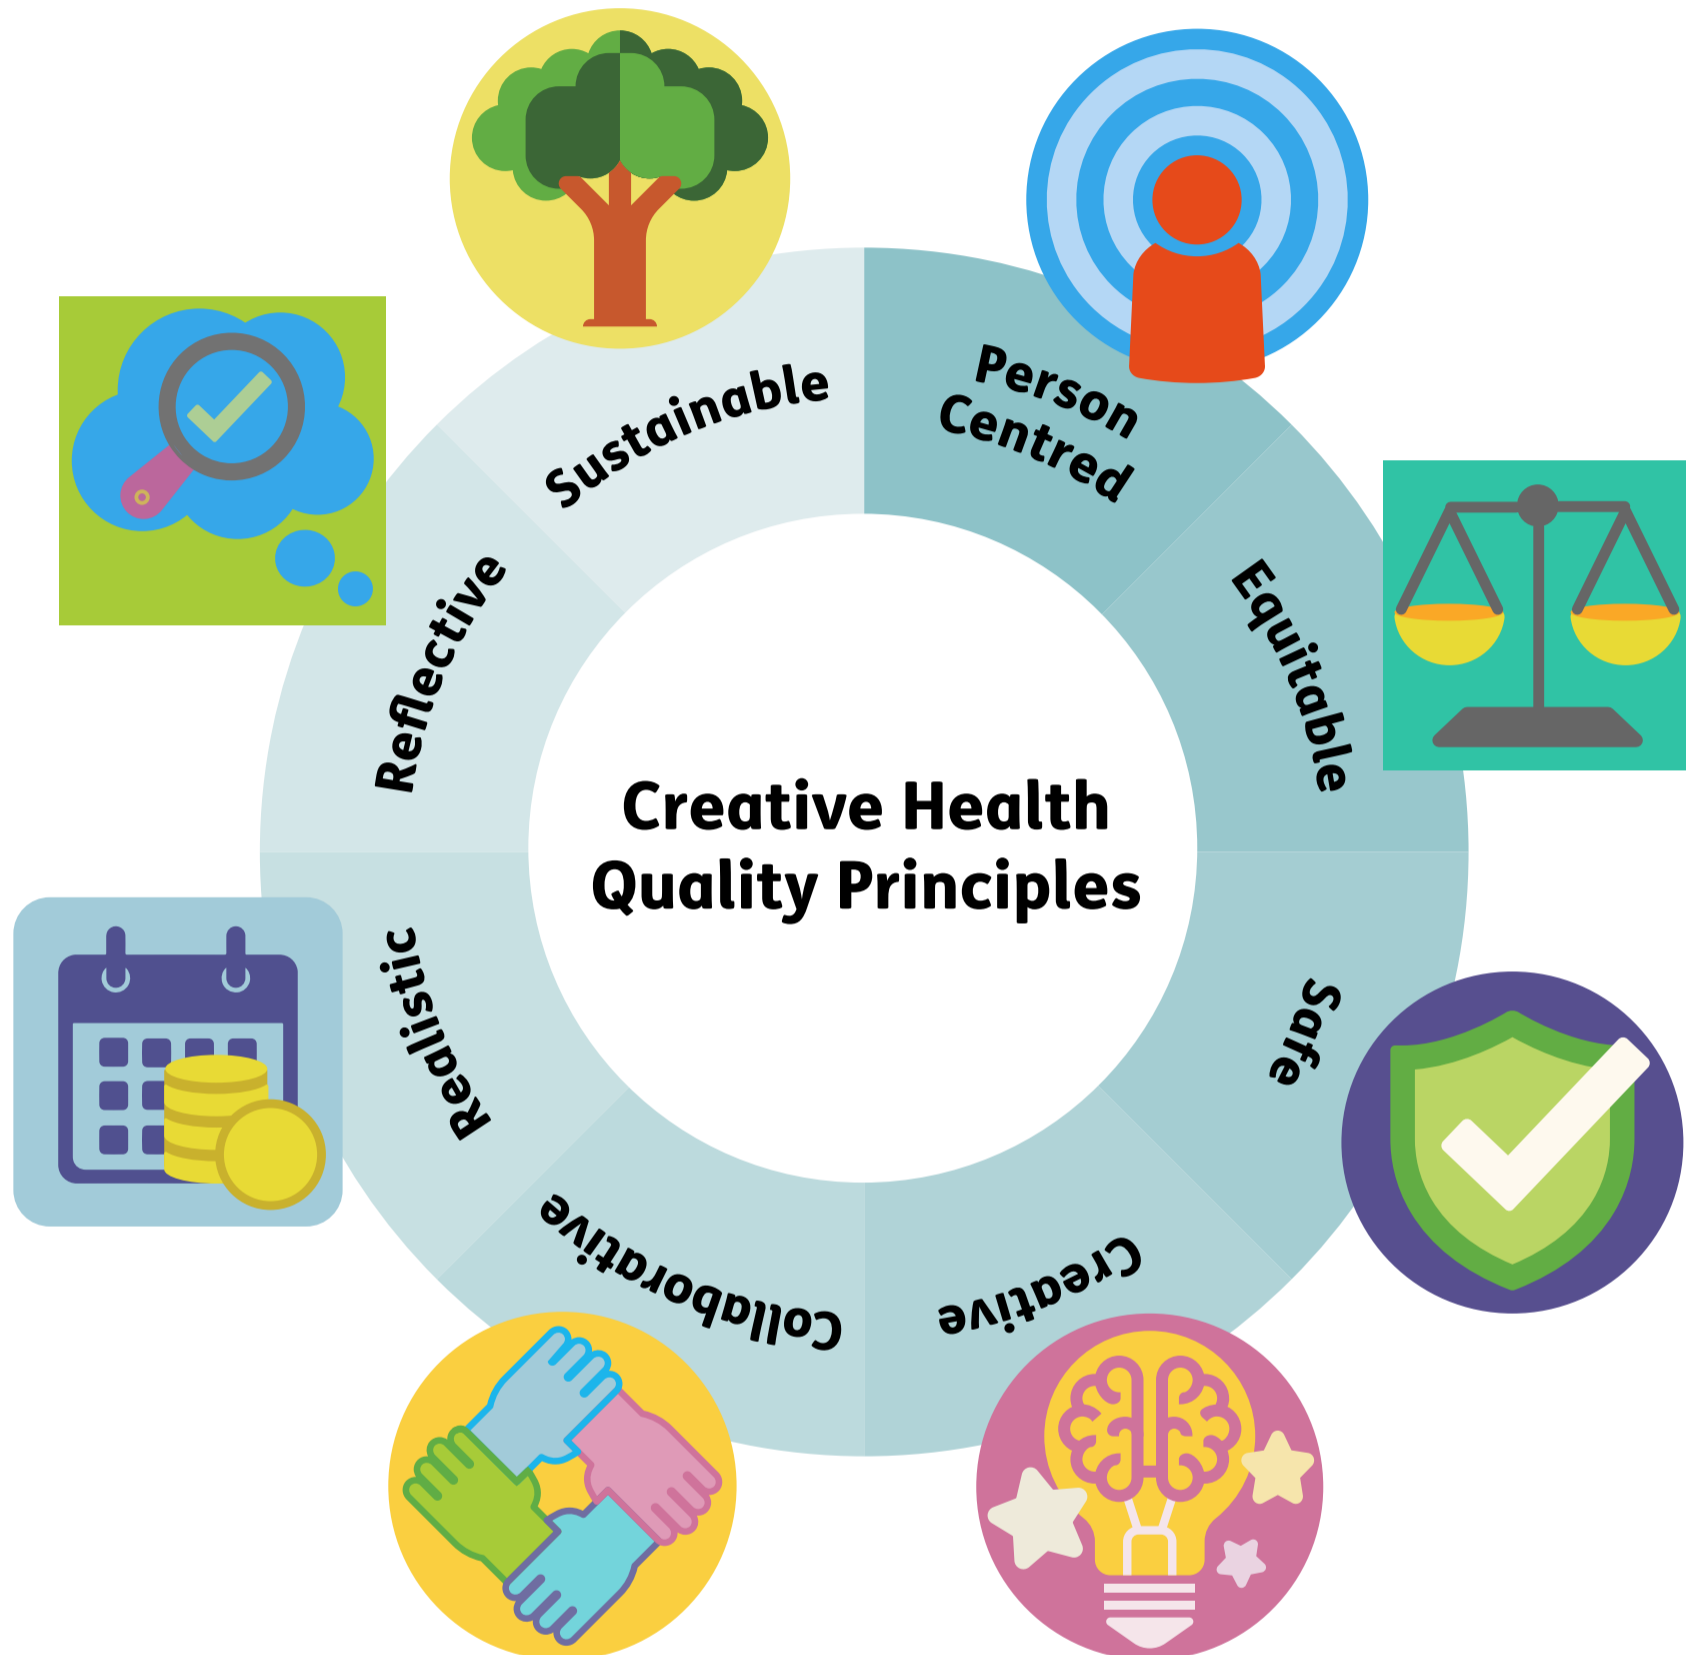 Creative Health
Quality Principles
Person
Centred
Equitable
Safe
Creative
Collaborative
Realistic
Reflective
Sustainable